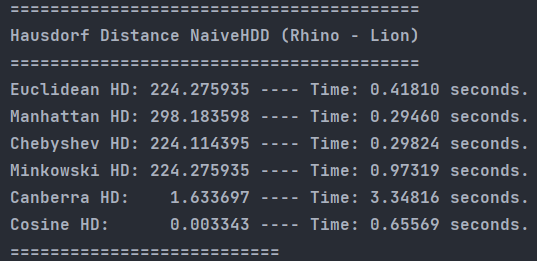 =========================================
Hausdorf Distance NaiveHDD (Rhino - Lion)
=========================================
Euclidean HD: 224.275935 ---- Time: 0.41810 seconds.
Manhattan HD: 298.183598 ---- Time: 0.29460 seconds.
Chebyshev HD: 224.114395 ---- Time: 0.29824 seconds.
Minkowski HD: 224.275935 ---- Time: 0.97319 seconds.
Canberra HD:    1.633697 ---- Time: 3.34816 seconds.
Cosine HD:      0.003343 ---- Time: 0.65569 seconds.
===========================